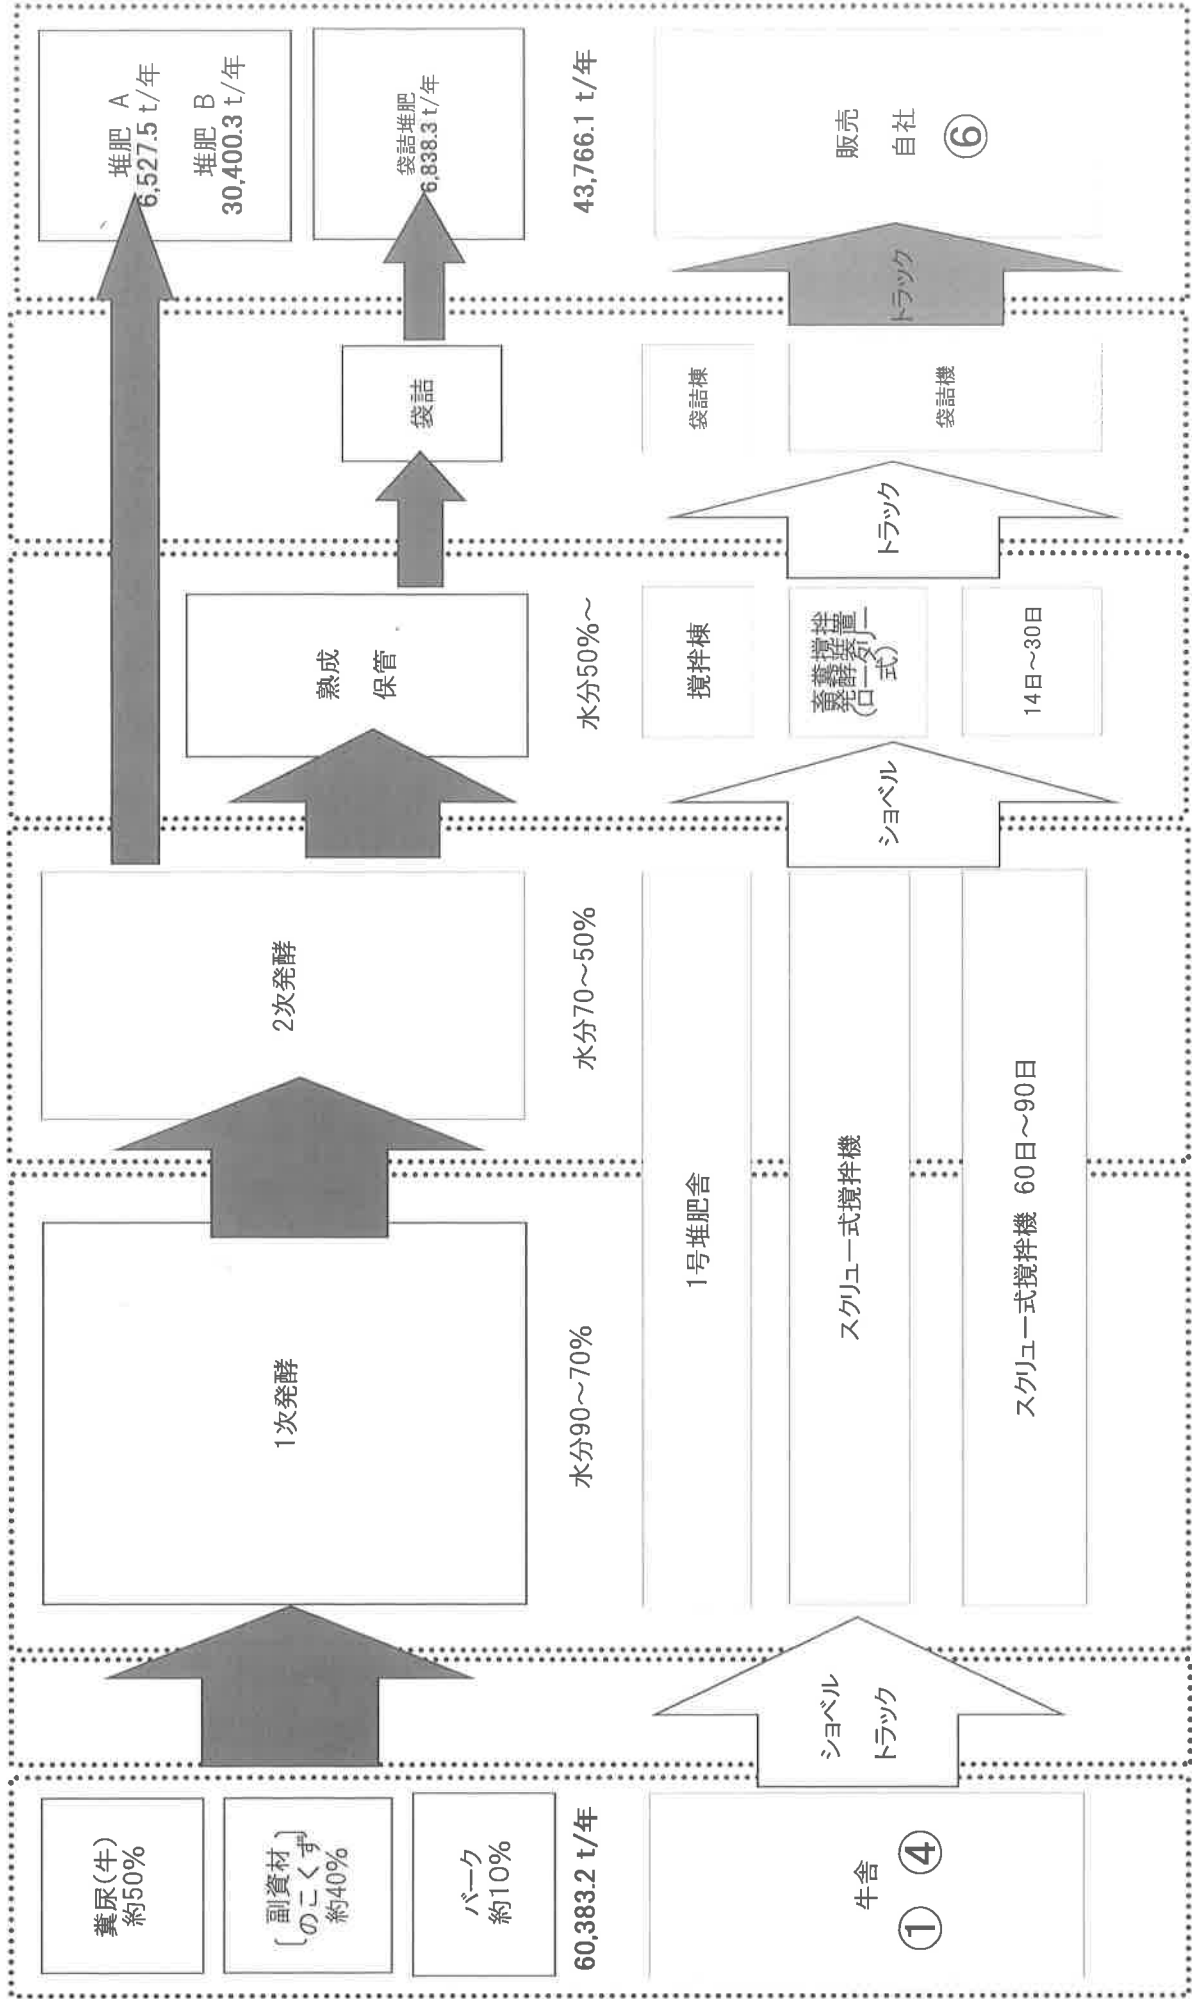 糞尿(牛)
約50%
副資材
のこくず
約40%
バーク
約10%
60,383.2 t/年
牛舎
① ④
ショベル
トラック
1次発酵
水分90～70%
2次発酵
水分70～50%
1号堆肥舎
スクリュー式撹拌機
スクリュー式撹拌機 60日～90日
ショベル
熟成
保管
水分50%～
撹拌棟
畜糞撹拌
発酵装置
(ロータリー
式)
14日～30日
トラック
袋詰
袋詰棟
袋詰機
トラック
堆肥 A
6,527.5 t/年
堆肥 B
30,400.3 t/年
袋詰堆肥
6,838.3 t/年
43,766.1 t/年
販売
自社
⑥